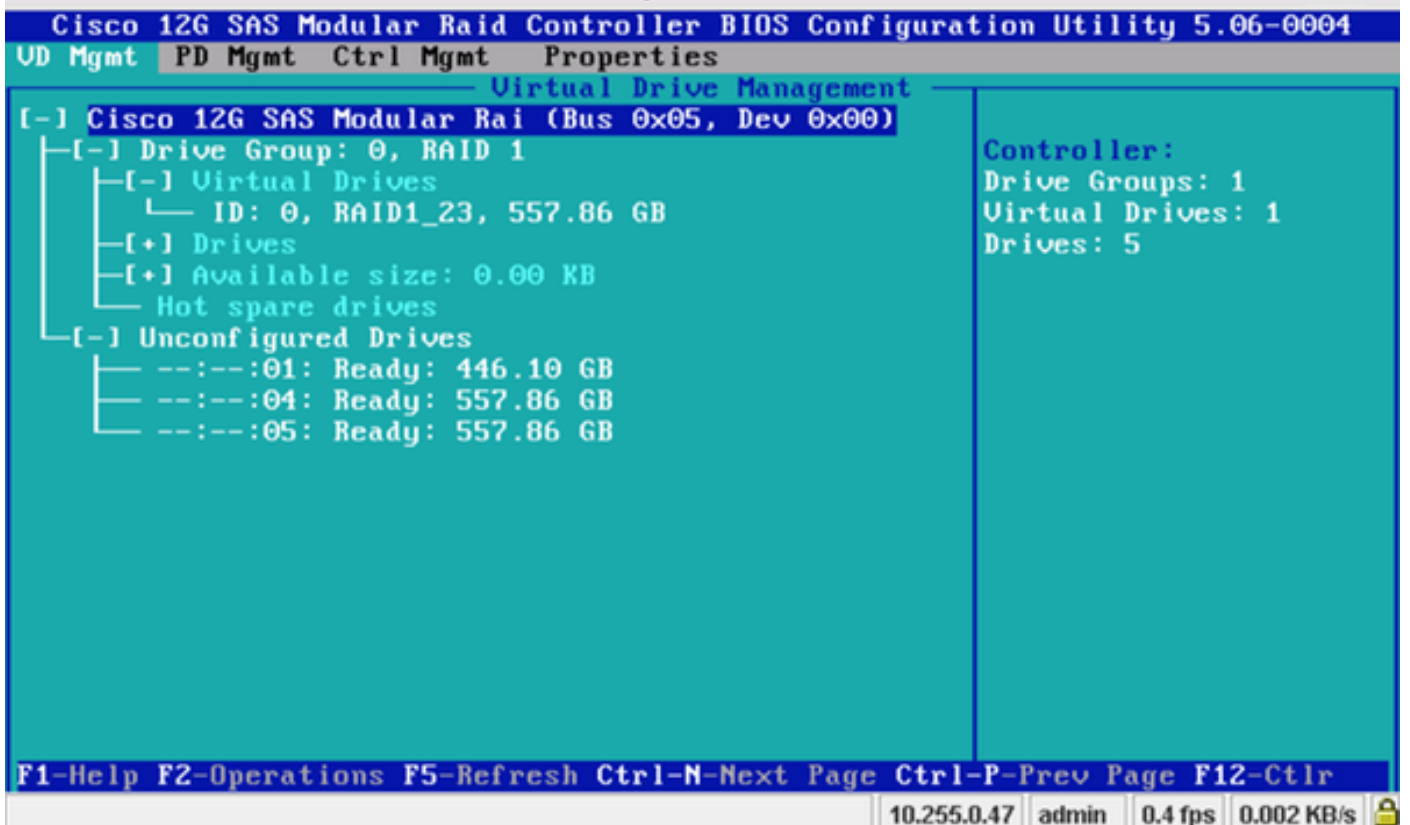 Cisco 12G SAS Modular Raid Controller BIOS Configuration Utility 5.06-0004
VD Mgmt PD Mgmt Ctrl Mgmt Properties
Virtual Drive Management
[-] Cisco 12G SAS Modular Rai (Bus 0x05, Dev 0x00)
[-] Drive Group: 0, RAID 1
[-] Virtual Drives
ID: 0, RAID1_23, 557.86 GB
[+] Drives
[+] Available size: 0.00 KB
Hot spare drives
[-] Unconfigured Drives
--:--:01: Ready: 446.10 GB
--:--:04: Ready: 557.86 GB
--:--:05: Ready: 557.86 GB
Controller:
Drive Groups: 1
Virtual Drives: 1
Drives: 5
F1-Help F2-Operations F5-Refresh Ctrl-N-Next Page Ctrl-P-Prev Page F12-Ctlr
10.255.0.47 admin 0.4 fps 0.002 KB/s